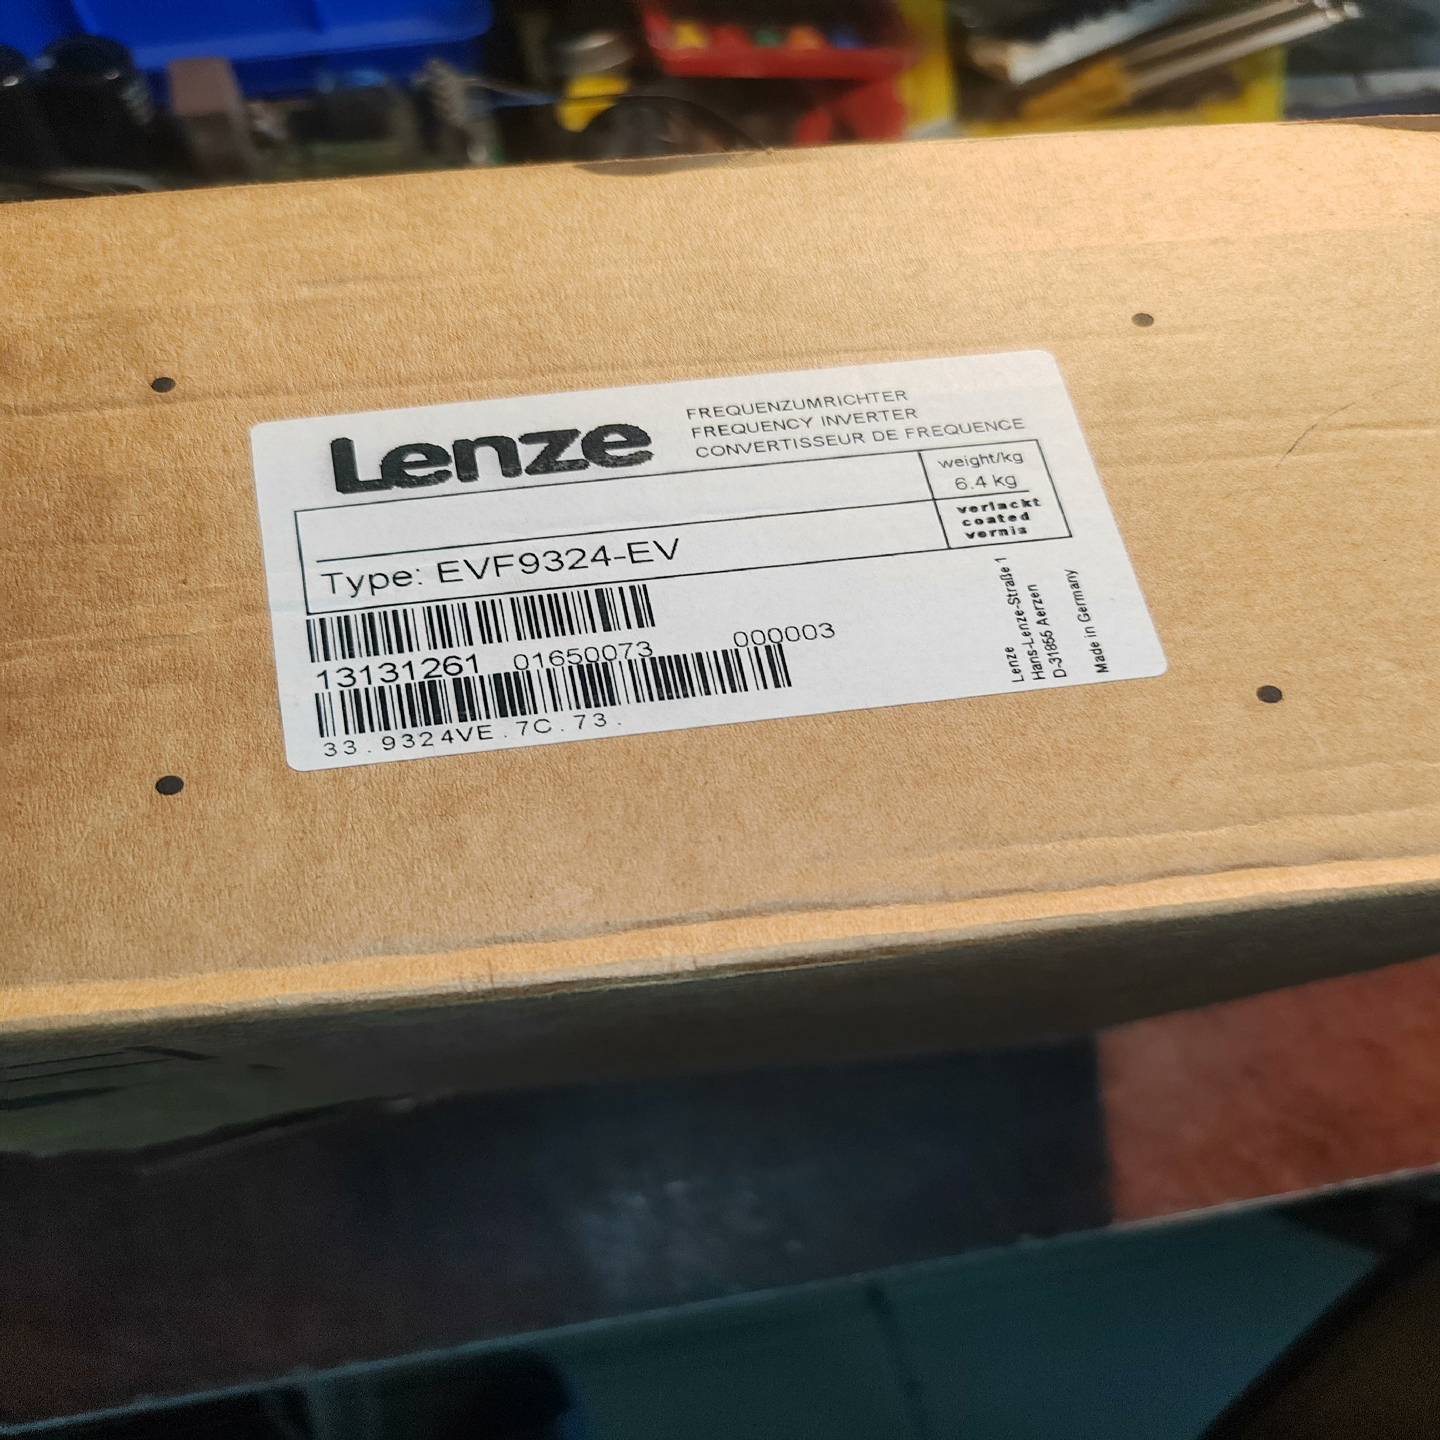 Lenze
FREQUENZUMRICHTER
FREQUENCY INVERTER
CONVERTISSEUR DE FREQUENCE
weight/kg
6.4 kg
verlackt
coated
vernis
Type: EVF9324-EV
13131261 01650073 000003
33.9324VE.7C.73.
Lenze
Hans-Lenze-Straße 1
D-31855 Aerzen
Made in Germany